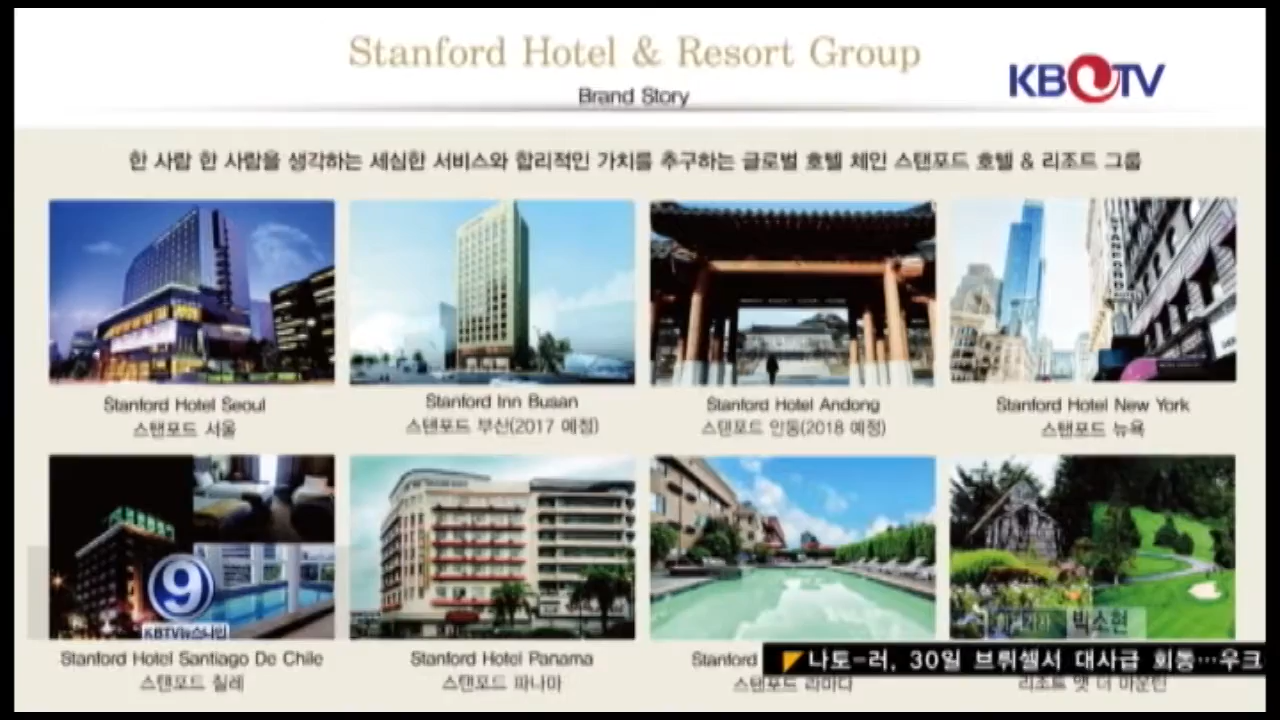 Stanford Hotel & Resort Group
KBTV
Brand Story
한 사람 한 사람을 생각하는 세심한 서비스와 합리적인 가치를 추구하는 글로벌 호텔 체인 스탠포드 호텔 & 리조트 그룹
STANFORD
Stanford Hotel Seoul
스탠포드 서울
Stanford Inn Busan
스탠포드 부산(2017 예정)
Stanford Hotel Andong
스탠포드 안동(2018 예정)
Stanford Hotel New York
스탠포드 뉴욕
9
KBTV뉴스나인
박소현
Stanford Hotel Santiago De Chile
스탠포드 칠레
Stanford Hotel Panama
스탠포드 파나마
Stanford
스탠포드 라미다
리조트 앳 더 마운틴
나토-러, 30일 브뤼셀서 대사급 회동…우크